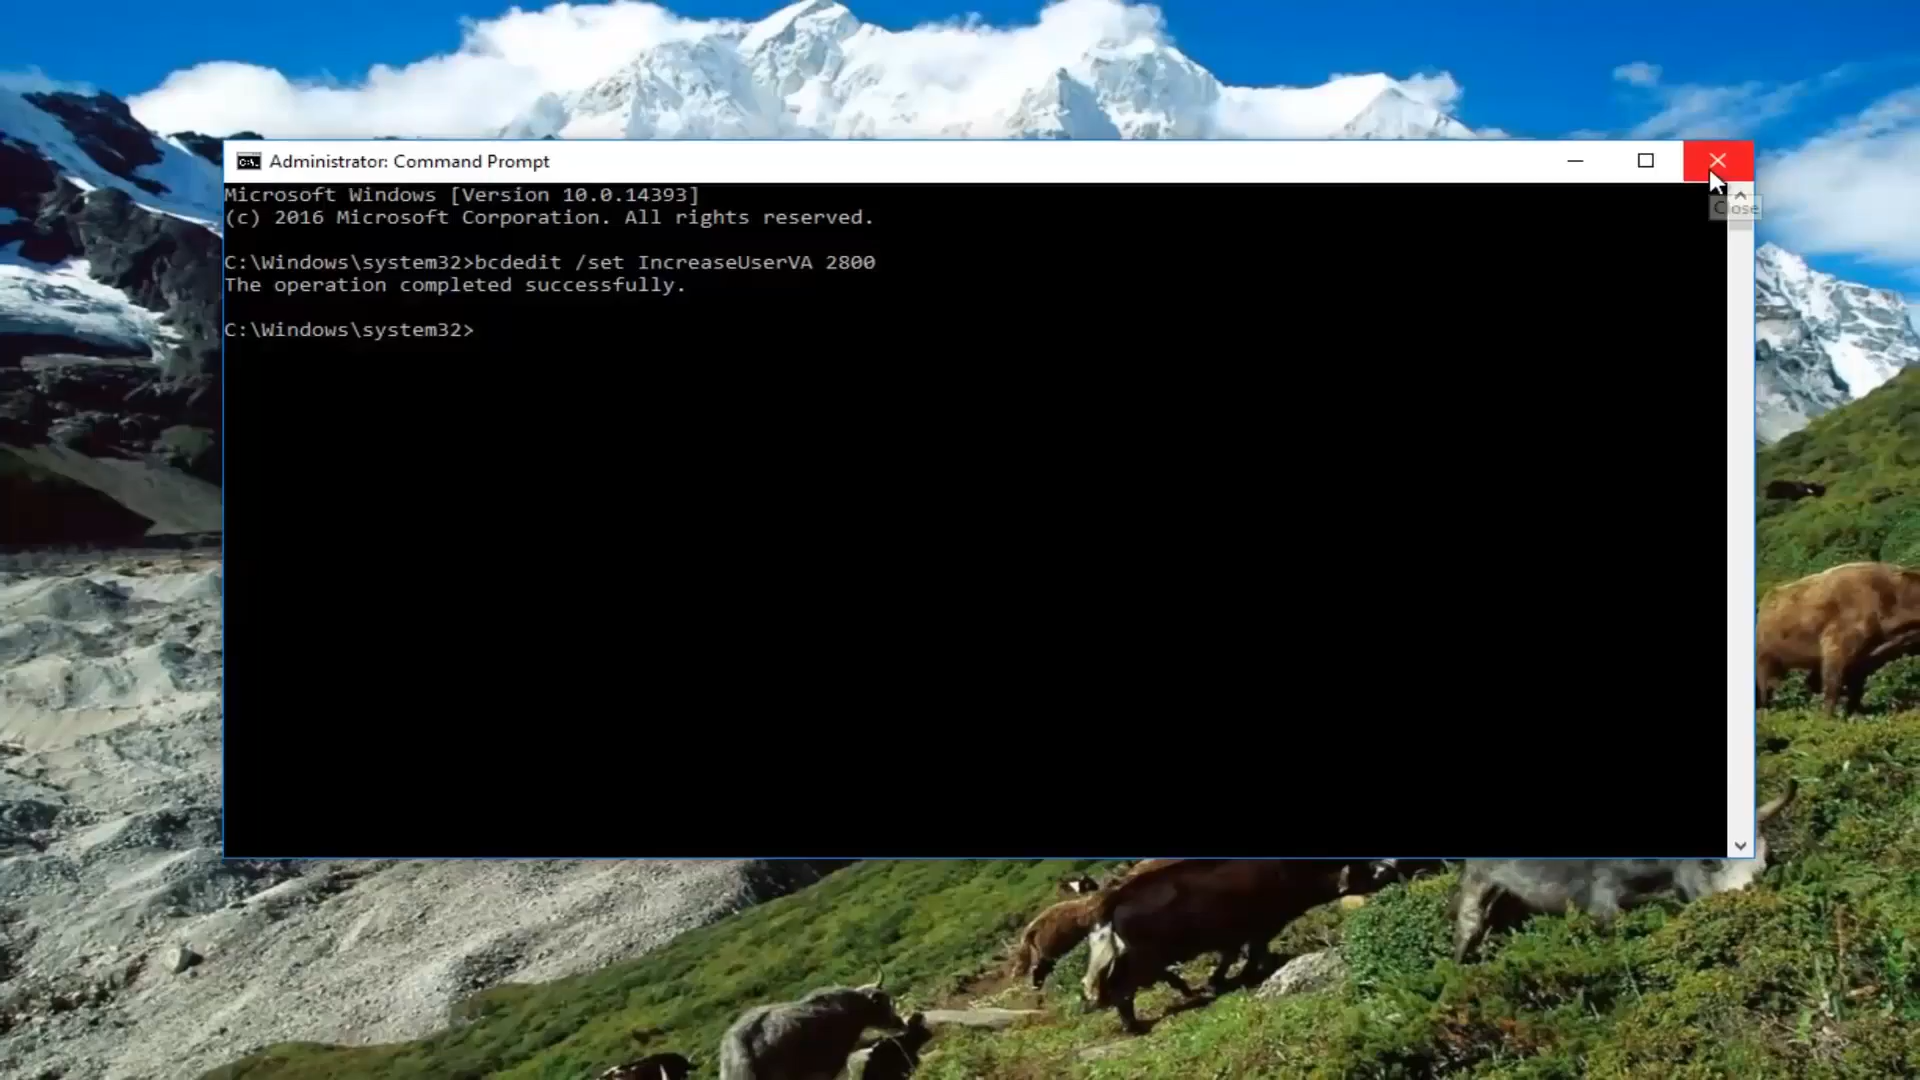 Administrator: Command Prompt
Microsoft Windows [Version 10.0.14393]
(c) 2016 Microsoft Corporation. All rights reserved.
C:\Windows\system32>bcdedit /set IncreaseUserVA 2800
The operation completed successfully.
C:\Windows\system32>
Close